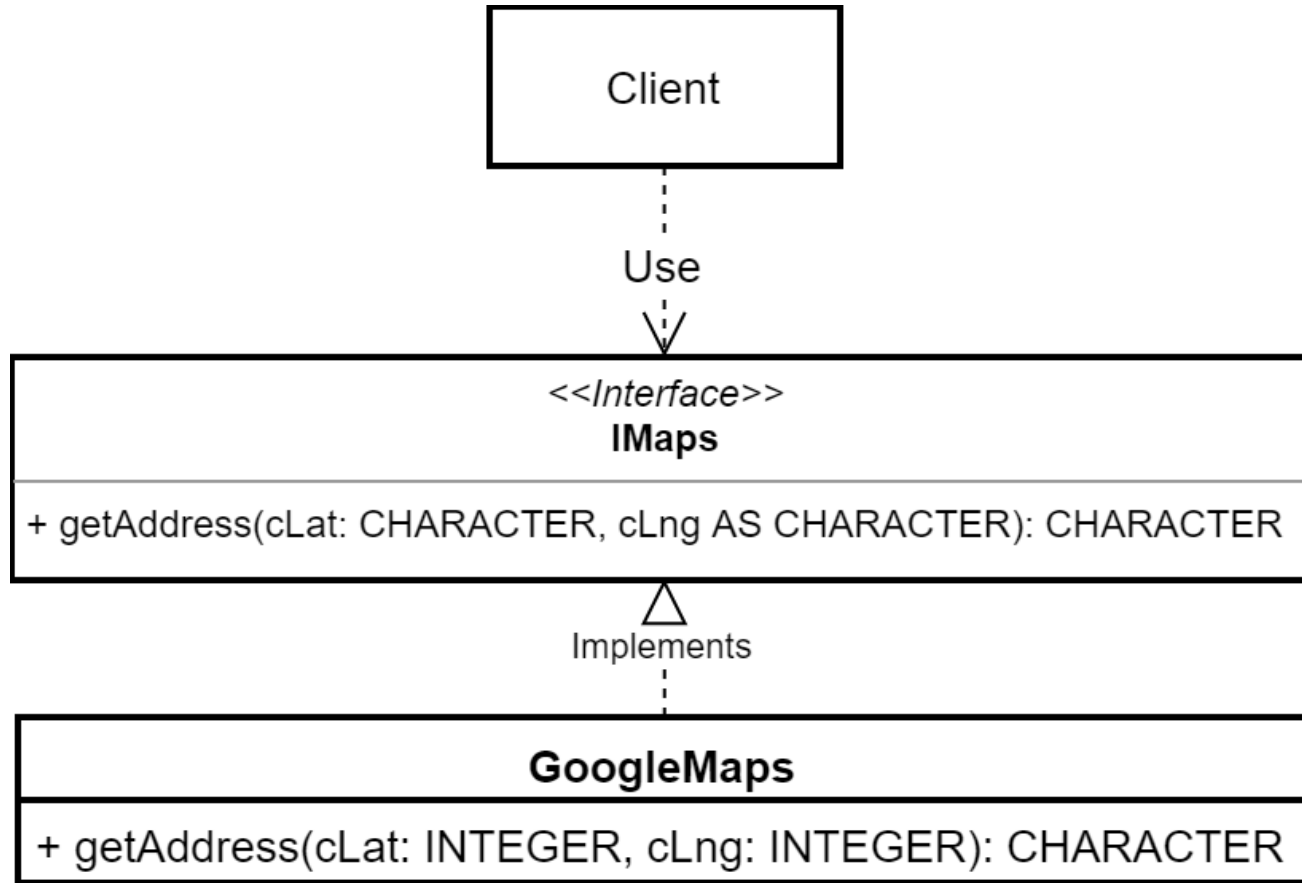 Client
Use
<<Interface>>
IMaps
+ getAddress(cLat: CHARACTER, cLng AS CHARACTER): CHARACTER
Implements
GoogleMaps
+ getAddress(cLat: INTEGER, cLng: INTEGER): CHARACTER